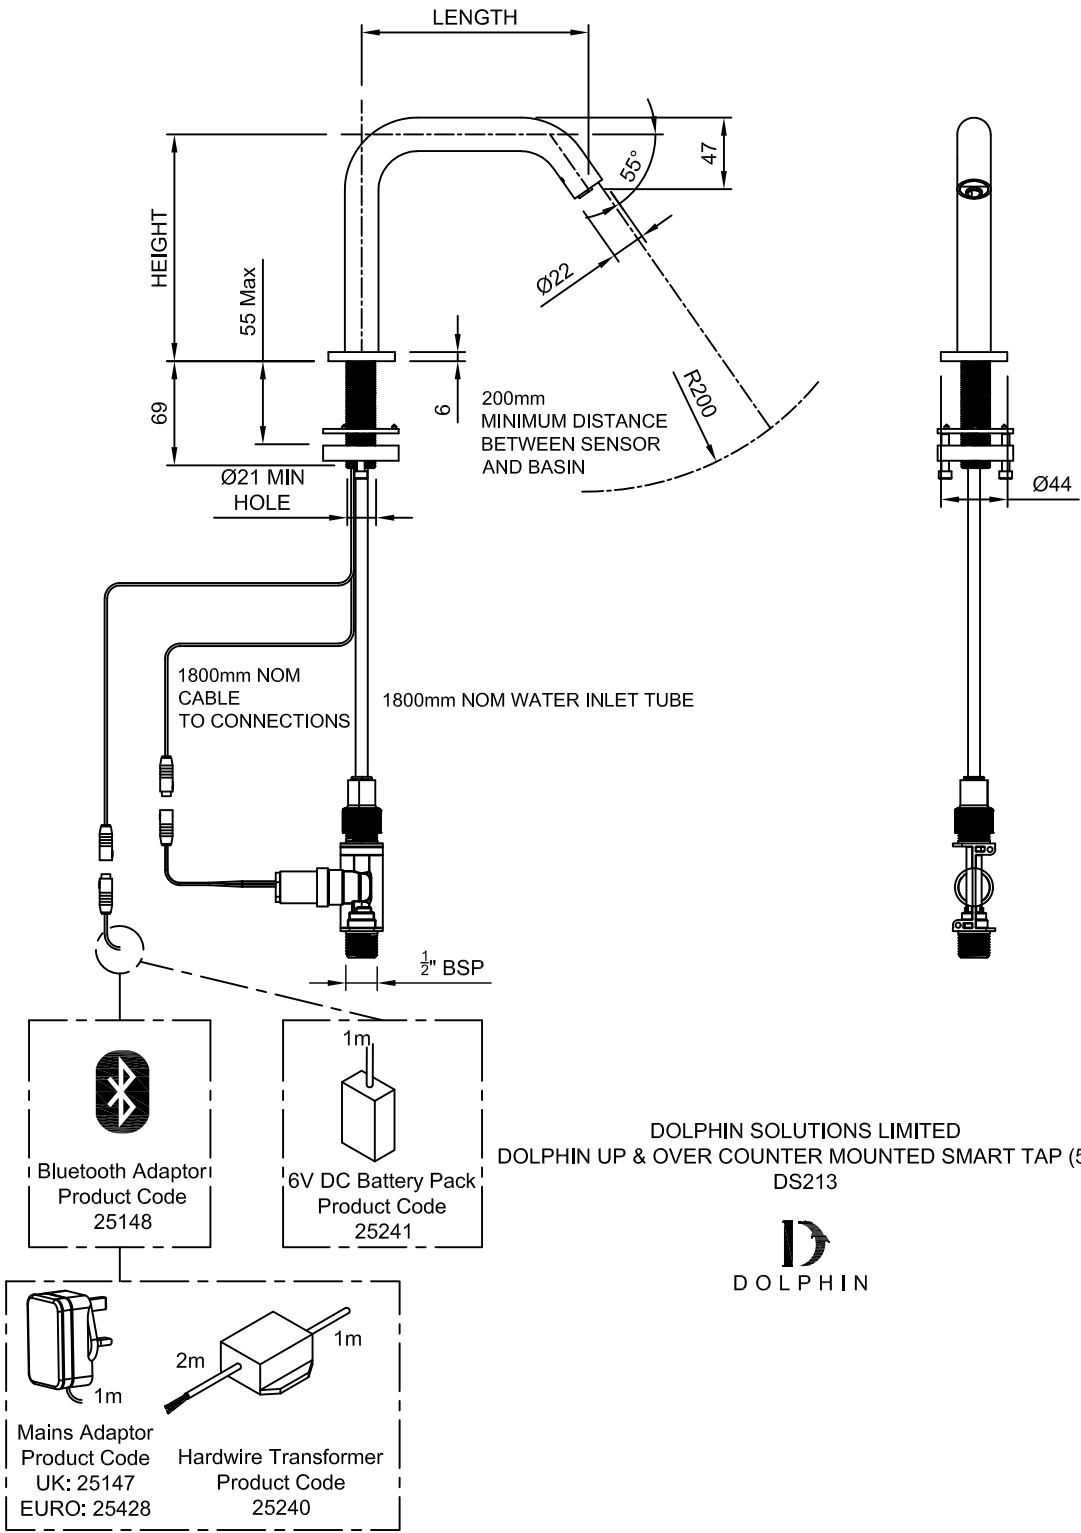 LENGTH
47
55°
HEIGHT
55 Max
Ø22
69
6
R200
200mm
MINIMUM DISTANCE
BETWEEN SENSOR
AND BASIN
Ø21 MIN
HOLE
Ø44
1800mm NOM
CABLE
TO CONNECTIONS
1800mm NOM WATER INLET TUBE
1/2" BSP
1m
Bluetooth Adaptor
Product Code
25148
6V DC Battery Pack
Product Code
25241
DOLPHIN SOLUTIONS LIMITED
DOLPHIN UP & OVER COUNTER MOUNTED SMART TAP (
DS213
DOLPHIN
1m
2m
1m
Mains Adaptor
Product Code
UK: 25147
EURO: 25428
Hardwire Transformer
Product Code
25240